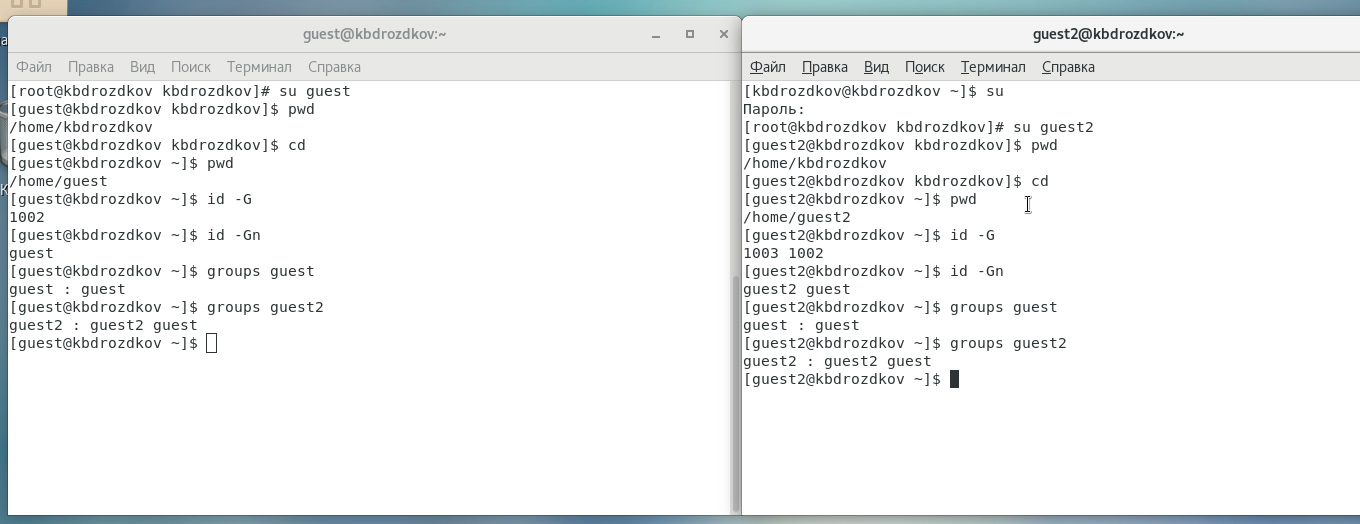 guest@kbdrozdkov:~
Файл Правка Вид Поиск Терминал Справка
[root@kbdrozdkov kbdrozdkov]# su guest
[guest@kbdrozdkov kbdrozdkov]$ pwd
/home/kbdrozdkov
[guest@kbdrozdkov kbdrozdkov]$ cd
[guest@kbdrozdkov ~]$ pwd
/home/guest
[guest@kbdrozdkov ~]$ id -G
1002
[guest@kbdrozdkov ~]$ id -Gn
guest
[guest@kbdrozdkov ~]$ groups guest
guest : guest
[guest@kbdrozdkov ~]$ groups guest2
guest2 : guest2 guest
[guest@kbdrozdkov ~]$
guest2@kbdrozdkov:~
Файл Правка Вид Поиск Терминал Справка
[kbdrozdkov@kbdrozdkov ~]$ su
Пароль:
[root@kbdrozdkov kbdrozdkov]# su guest2
[guest2@kbdrozdkov kbdrozdkov]$ pwd
/home/kbdrozdkov
[guest2@kbdrozdkov kbdrozdkov]$ cd
[guest2@kbdrozdkov ~]$ pwd
/home/guest2
[guest2@kbdrozdkov ~]$ id -G
1003 1002
[guest2@kbdrozdkov ~]$ id -Gn
guest2 guest
[guest2@kbdrozdkov ~]$ groups guest
guest : guest
[guest2@kbdrozdkov ~]$ groups guest2
guest2 : guest2 guest
[guest2@kbdrozdkov ~]$